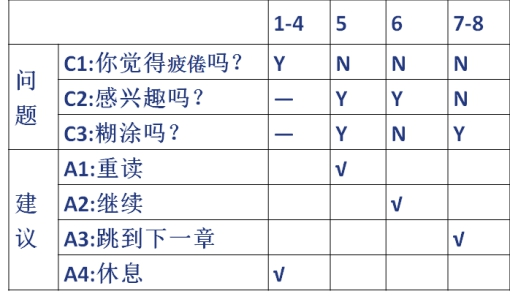 1-4 5 6 7-8
问题
C1:你觉得疲倦吗? Y N N N
C2:感兴趣吗? — Y Y N
C3:糊涂吗? — Y N Y
建议
A1:重读 √
A2:继续 √
A3:跳到下一章 √
A4:休息 √